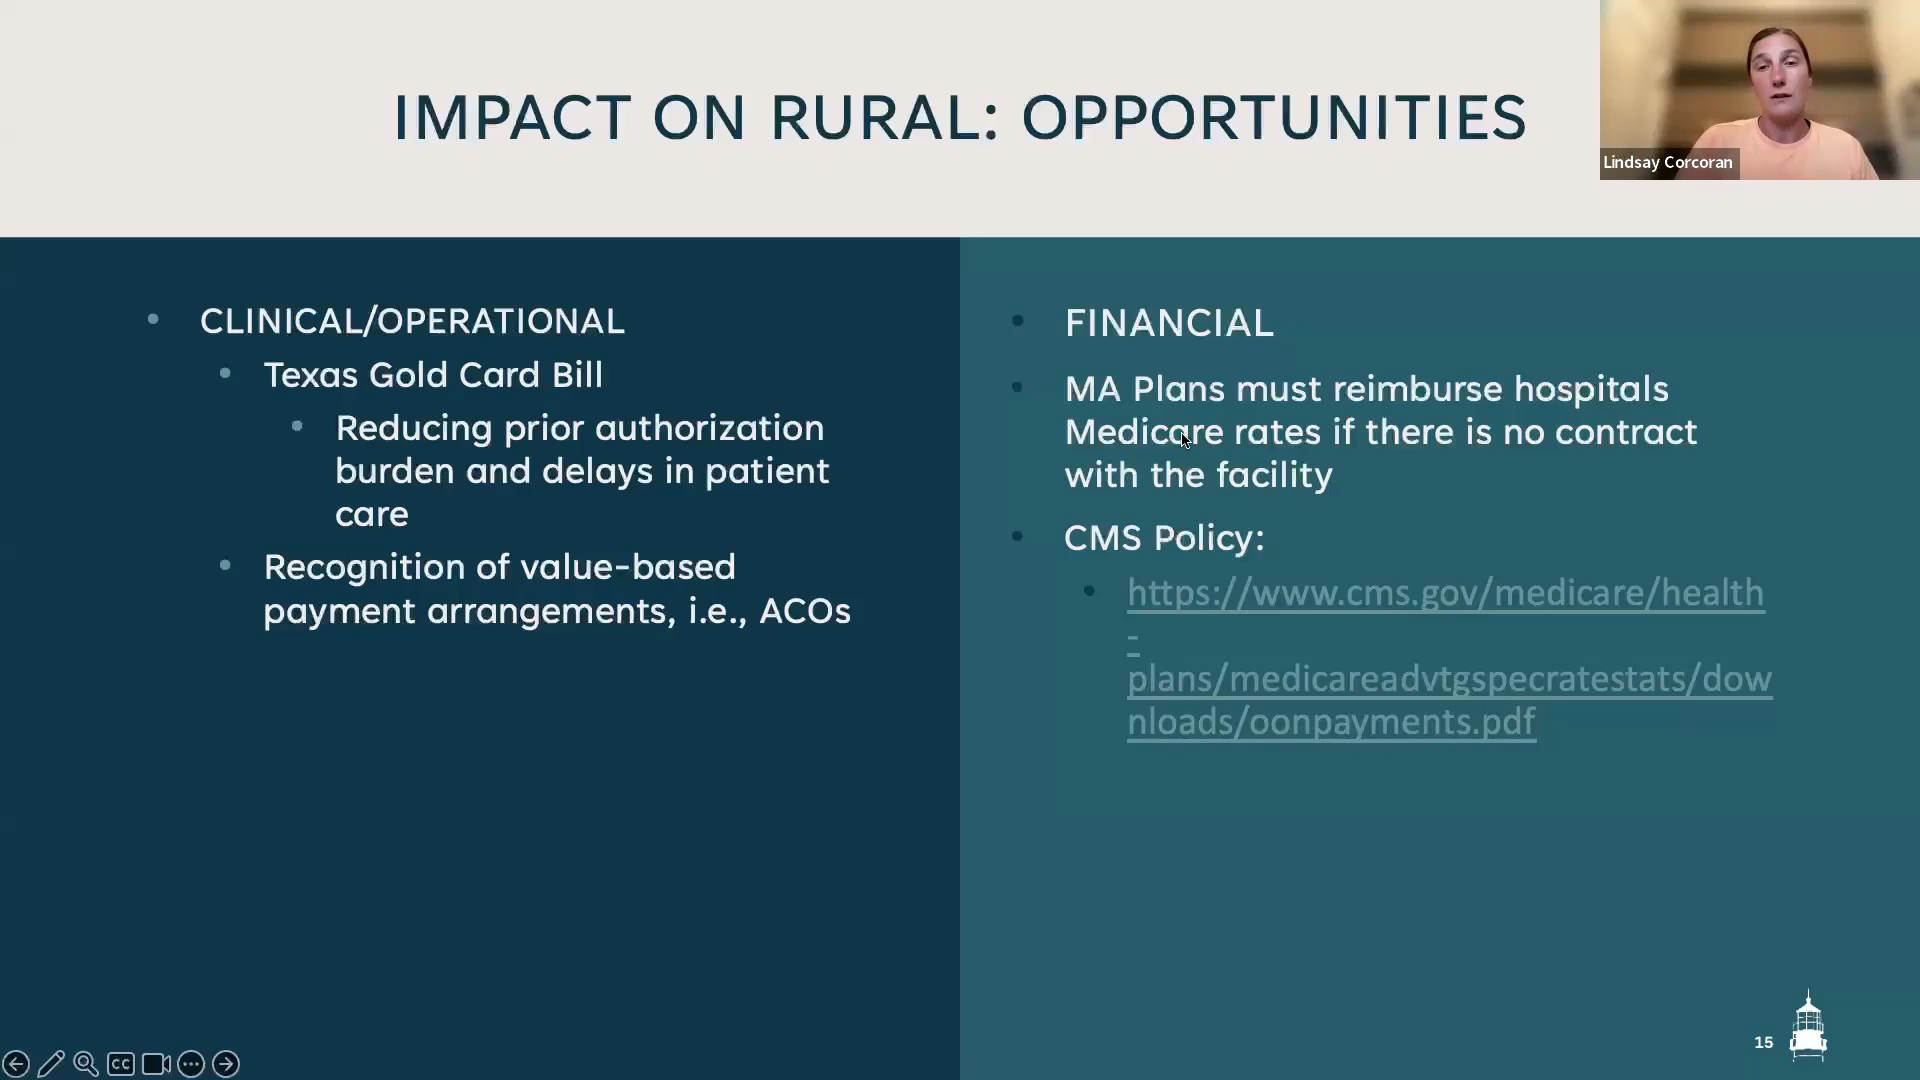 IMPACT ON RURAL: OPPORTUNITIES
Lindsay Corcoran
CLINICAL/OPERATIONAL
Texas Gold Card Bill
Reducing prior authorization
burden and delays in patient
care
Recognition of value-based
payment arrangements, i.e., ACOs
FINANCIAL
MA Plans must reimburse hospitals
Medicare rates if there is no contract
with the facility
CMS Policy:
https://www.cms.gov/medicare/health
-
plans/medicareadvtgspecratestats/dow
nloads/oonpayments.pdf
15
CC